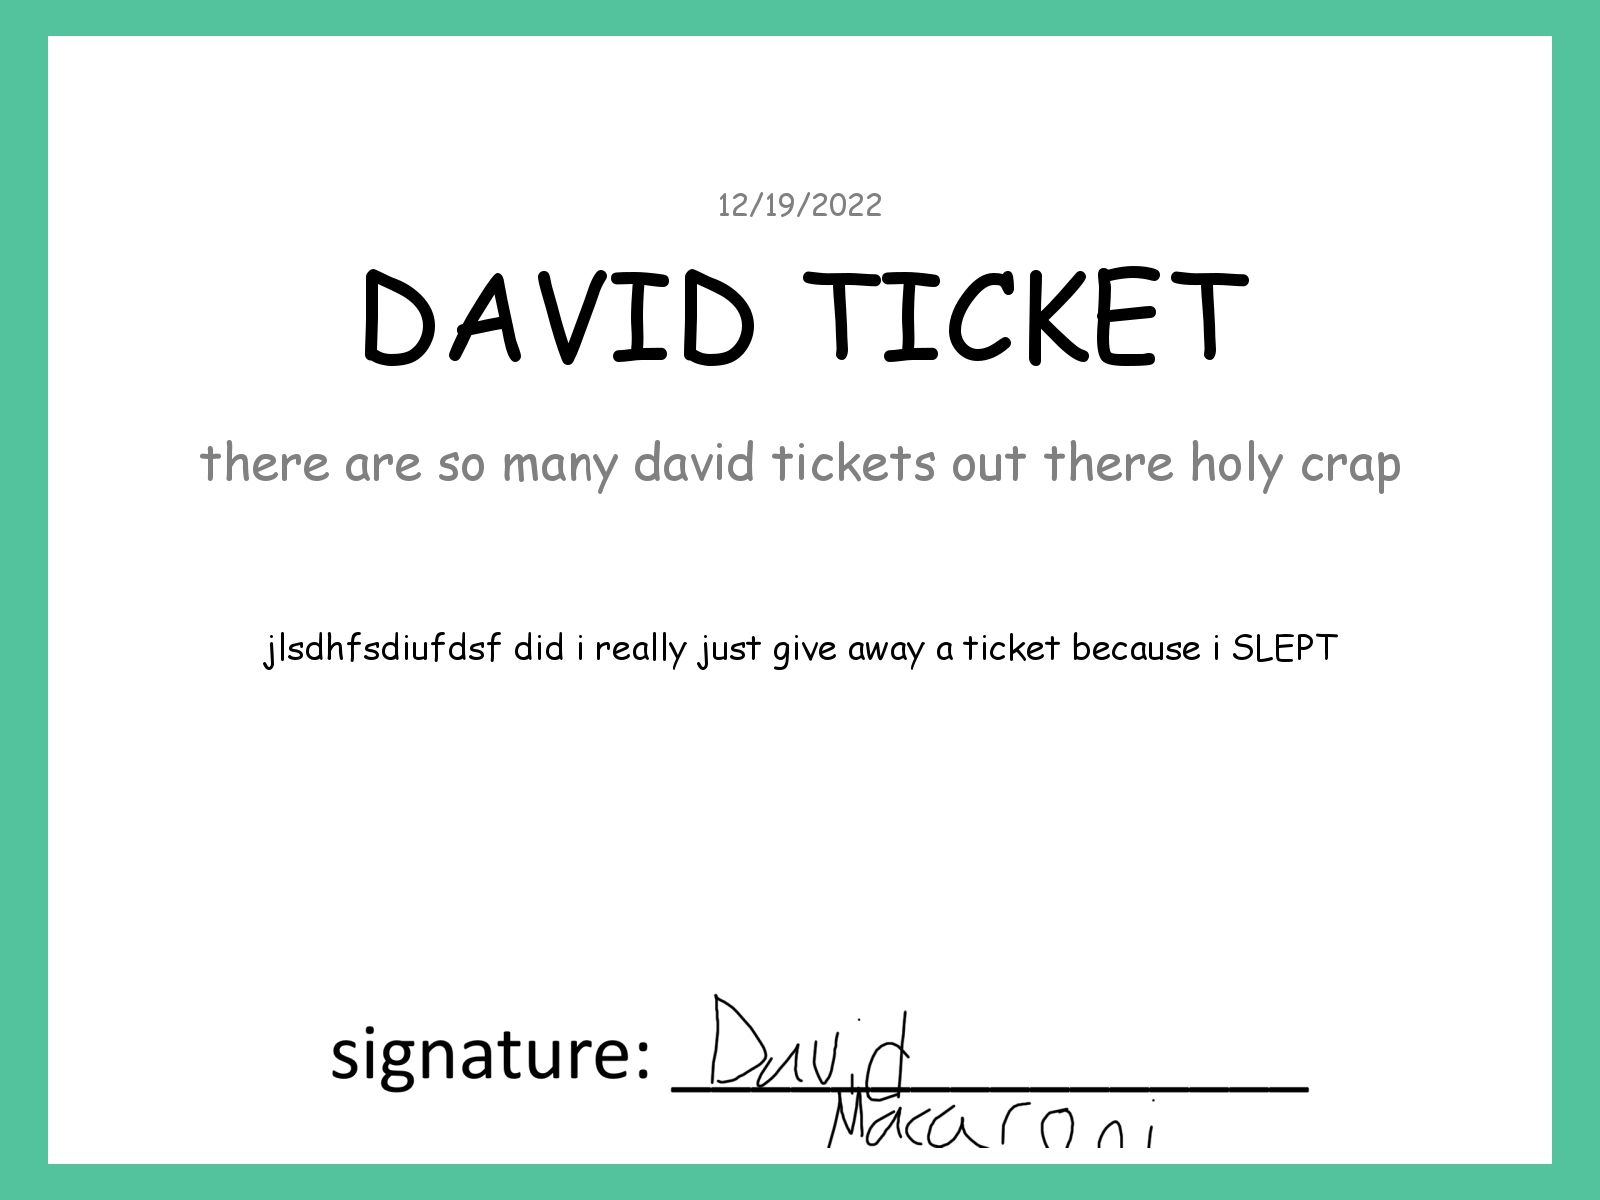 12/19/2022
DAVID TICKET
there are so many david tickets out there holy crap
jlsdhfsdiufdsf did i really just give away a ticket because i SLEPT
signature: David
Macaroni